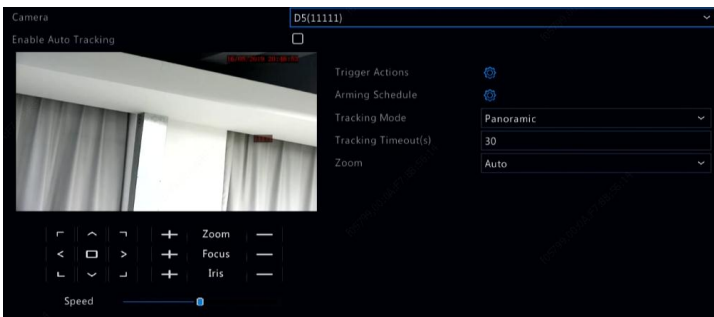 Camera
D5(11111)
Enable Auto Tracking
Trigger Actions
Arming Schedule
Tracking Mode
Panoramic
Tracking Timeout(s)
30
Zoom
Auto
Zoom
Focus
Iris
Speed